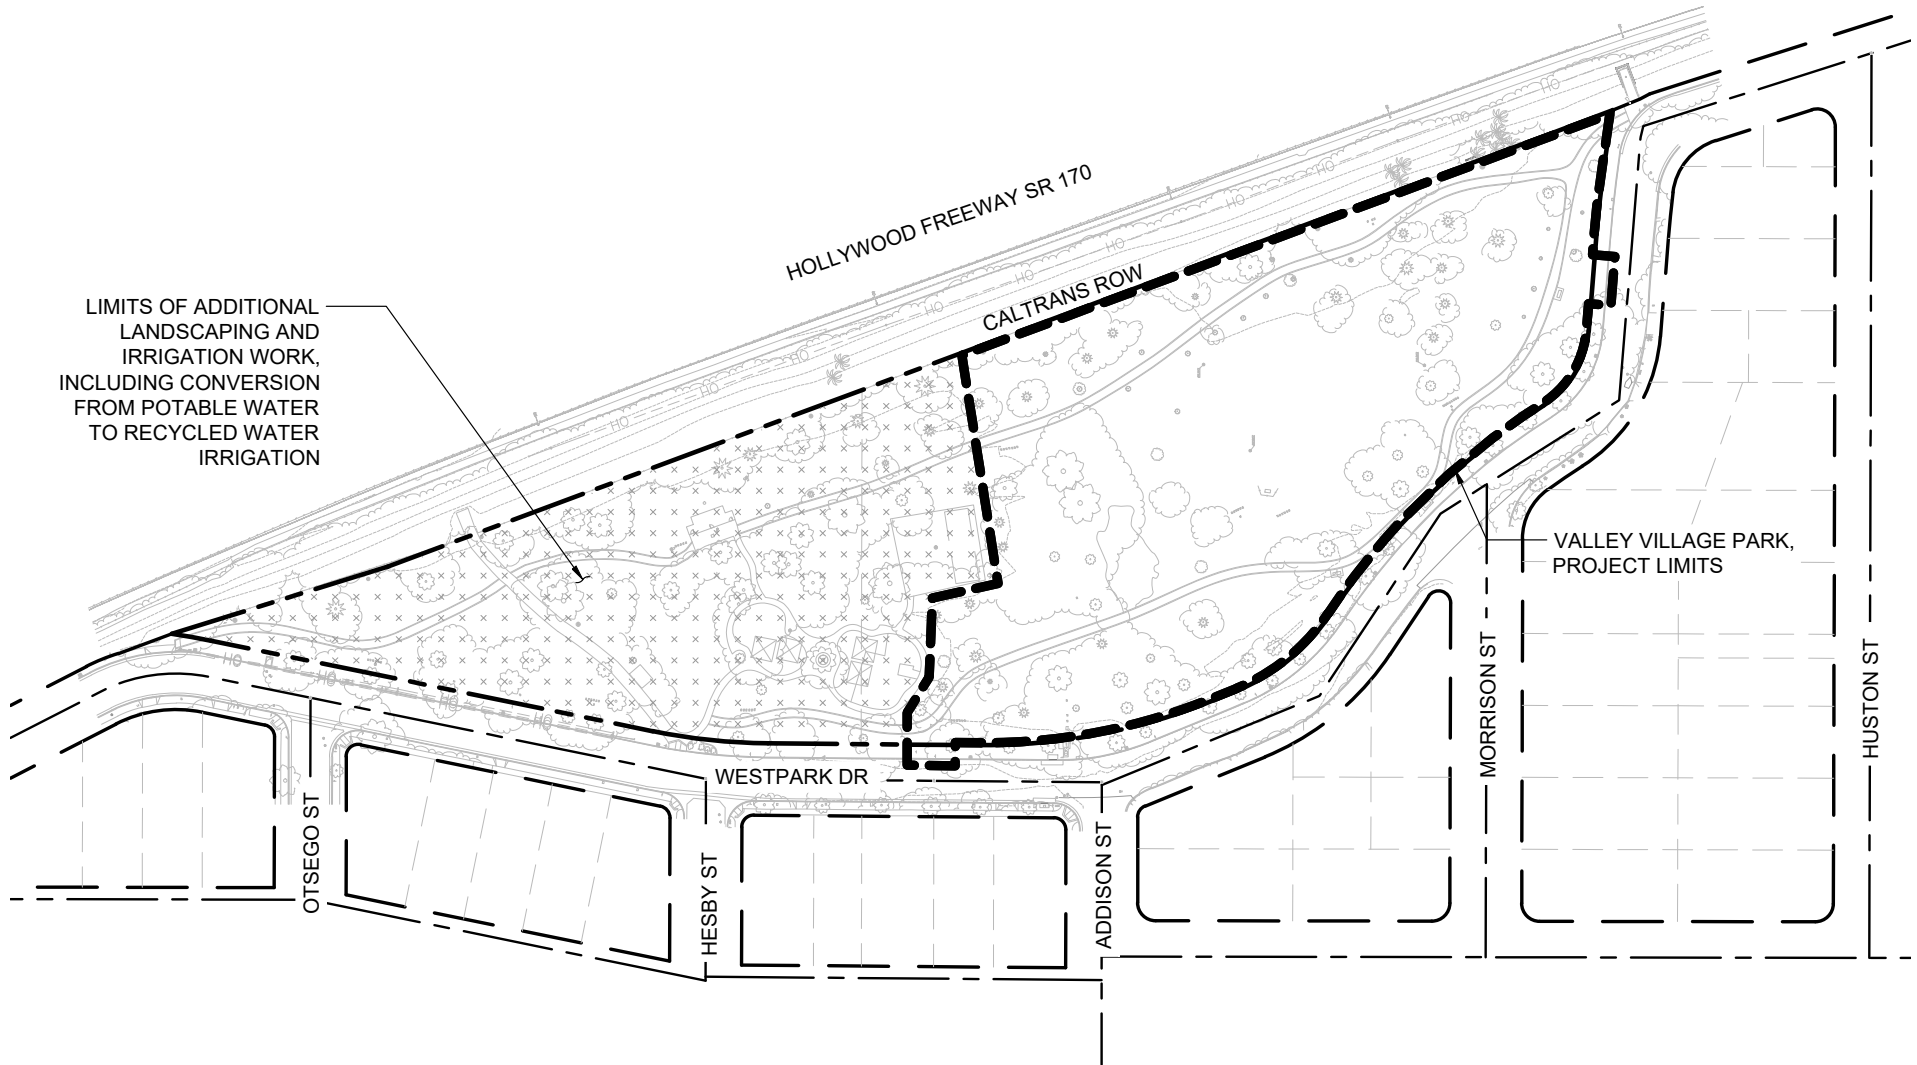 HOLLYWOOD FREEWAY SR 170
CALTRANS ROW
LIMITS OF ADDITIONAL
LANDSCAPING AND
IRRIGATION WORK,
INCLUDING CONVERSION
FROM POTABLE WATER
TO RECYCLED WATER
IRRIGATION
VALLEY VILLAGE PARK,
PROJECT LIMITS
WESTPARK DR
OTSEGO ST
HESBY ST
ADDISON ST
MORRISON ST
HUSTON ST